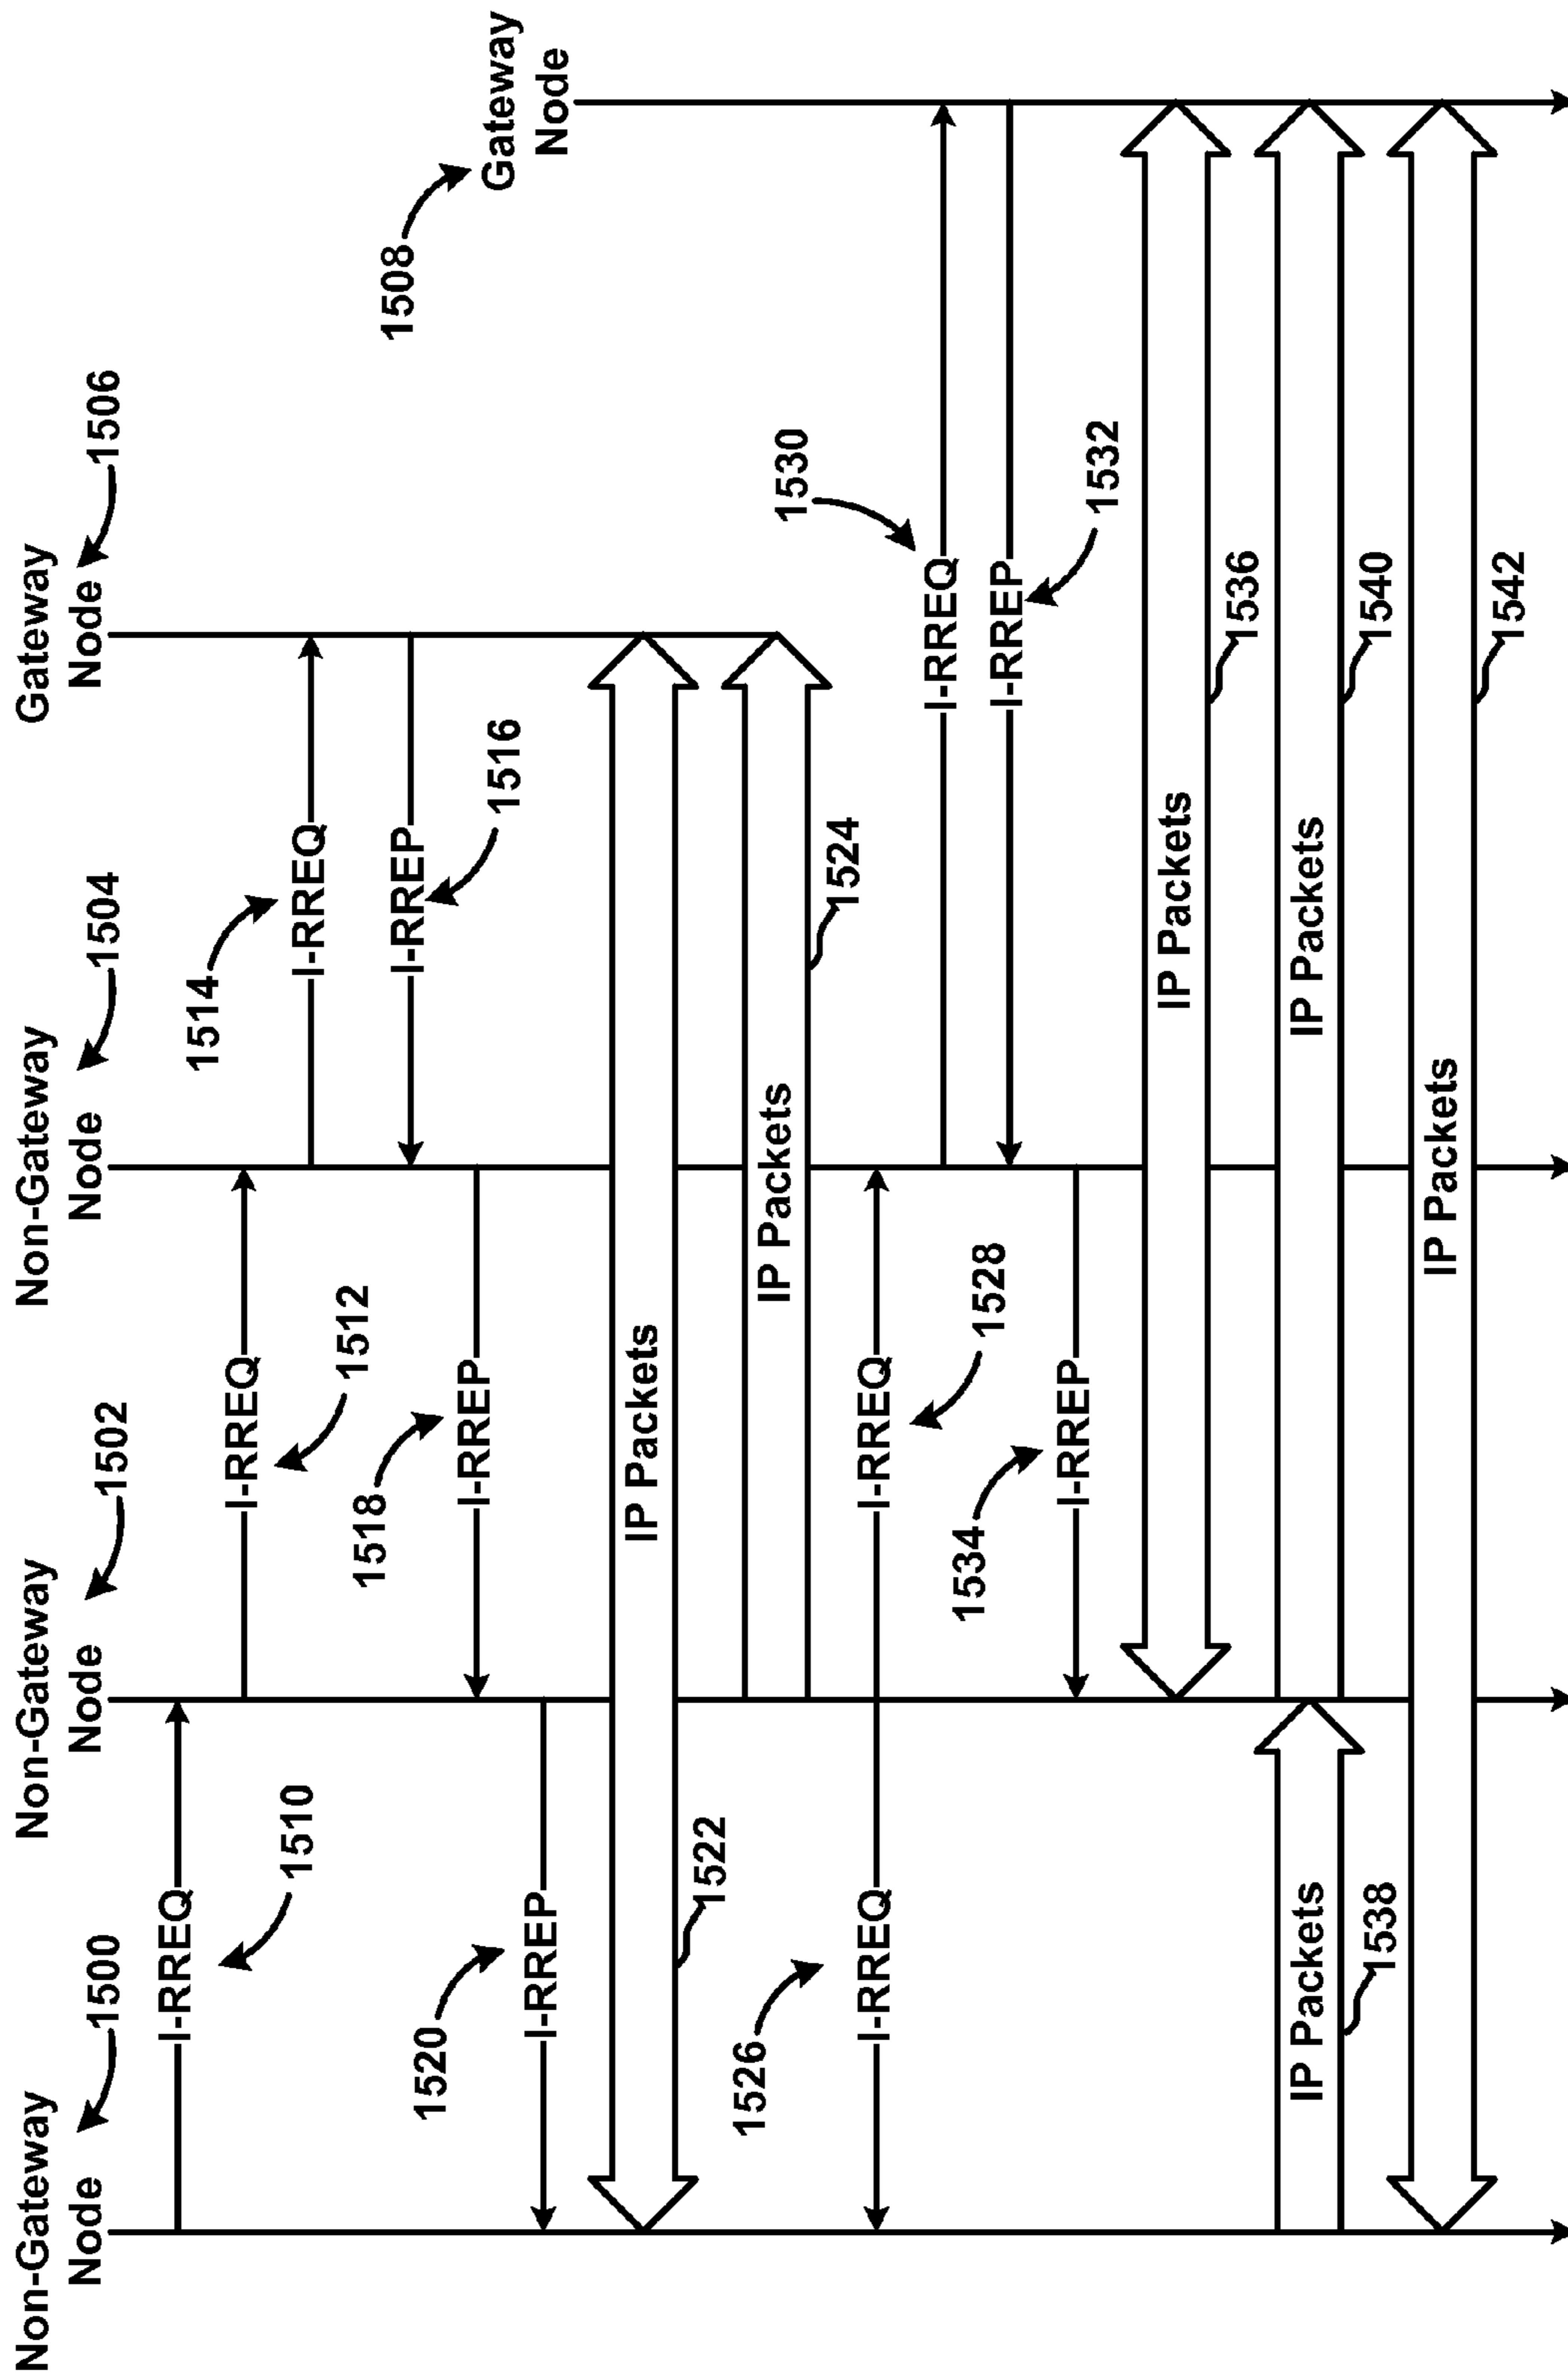 Non-Gateway
Node
1500
Non-Gateway
Node
1502
Non-Gateway
Node
1504
Gateway
Node
1506
Gateway
Node
1508
I-RREQ
1510
I-RREQ
1512
I-RREQ
1514
I-RREP
1516
I-RREP
1518
I-RREP
1520
IP Packets
1522
IP Packets
1524
I-RREQ
1526
I-RREQ
1528
I-RREQ
1530
I-RREP
1532
I-RREP
1534
IP Packets
1536
IP Packets
1538
IP Packets
1540
IP Packets
1542